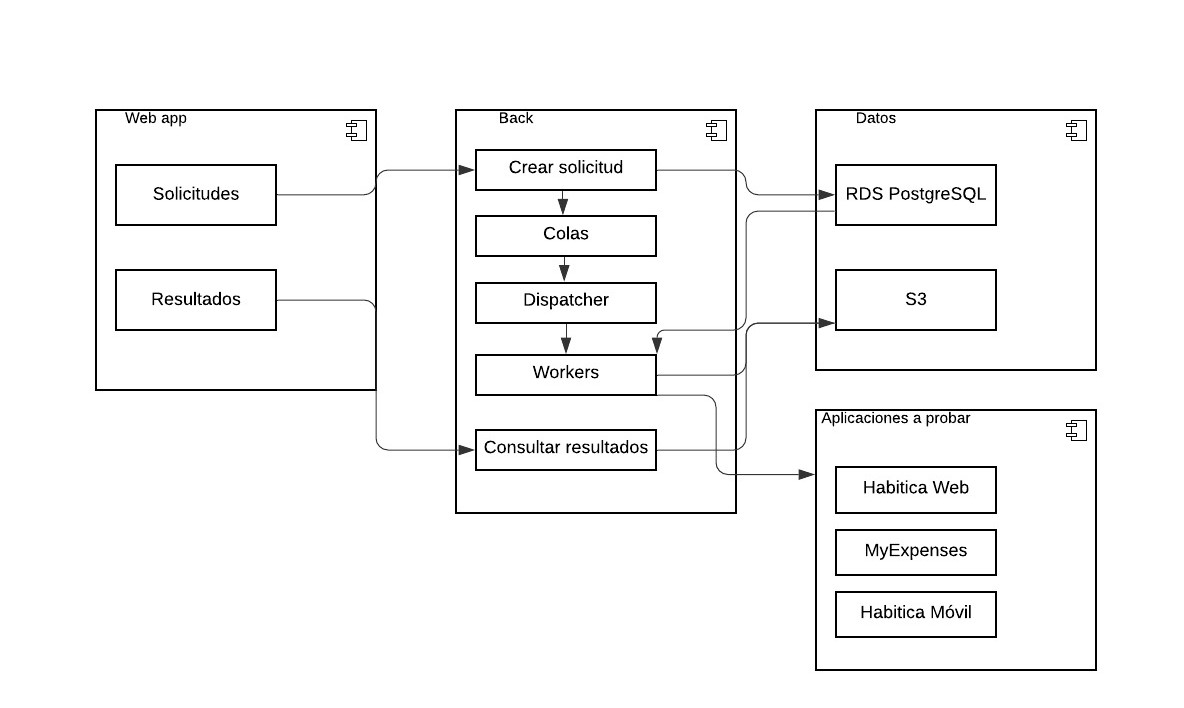 Web app
Solicitudes
Resultados
Back
Crear solicitud
Colas
Dispatcher
Workers
Consultar resultados
Datos
RDS PostgreSQL
S3
Aplicaciones a probar
Habitica Web
MyExpenses
Habitica Móvil